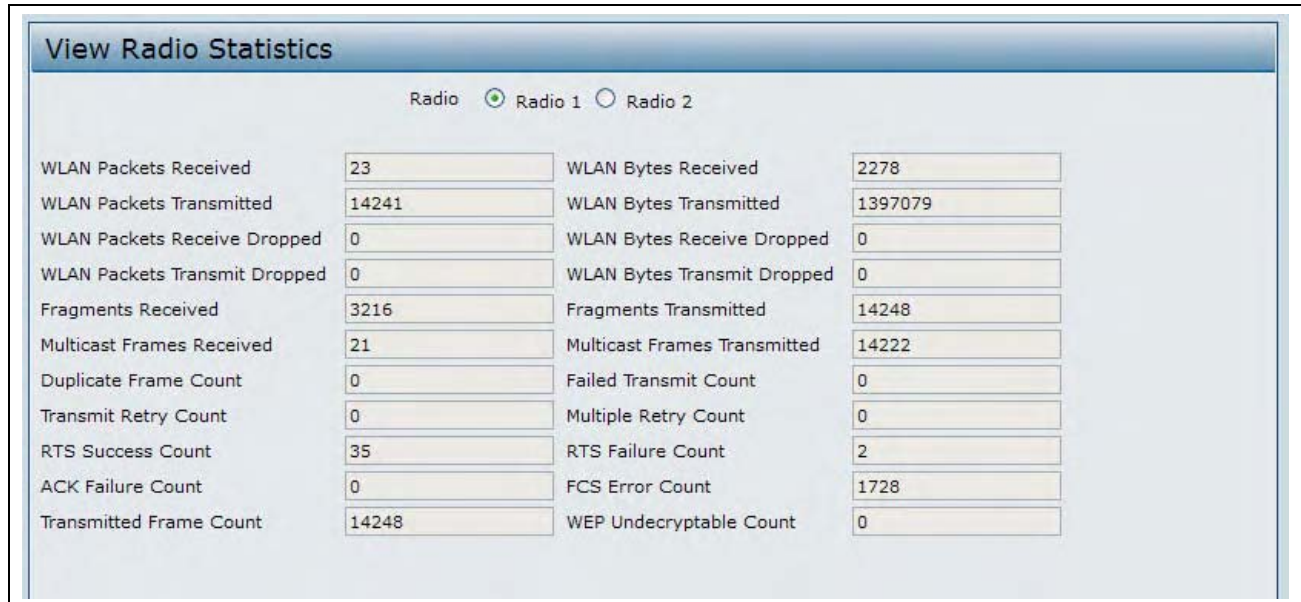 View Radio Statistics
Radio Radio 1 Radio 2
WLAN Packets Received 23 WLAN Bytes Received 2278
WLAN Packets Transmitted 14241 WLAN Bytes Transmitted 1397079
WLAN Packets Receive Dropped 0 WLAN Bytes Receive Dropped 0
WLAN Packets Transmit Dropped 0 WLAN Bytes Transmit Dropped 0
Fragments Received 3216 Fragments Transmitted 14248
Multicast Frames Received 21 Multicast Frames Transmitted 14222
Duplicate Frame Count 0 Failed Transmit Count 0
Transmit Retry Count 0 Multiple Retry Count 0
RTS Success Count 35 RTS Failure Count 2
ACK Failure Count 0 FCS Error Count 1728
Transmitted Frame Count 14248 WEP Undecryptable Count 0